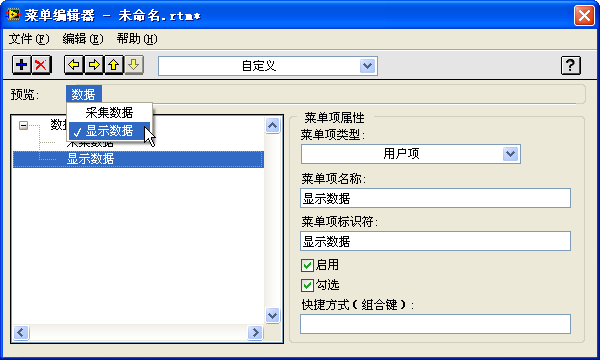 菜单编辑器 - 未命名.rtm*
文件(F) 编辑(E) 帮助(H)
自定义
?
预览: 数据
采集数据
✓ 显示数据
数
采集数据
显示数据
菜单项属性
菜单项类型:
用户项
菜单项名称:
显示数据
菜单项标识符:
显示数据
启用
勾选
快捷方式(组合键):